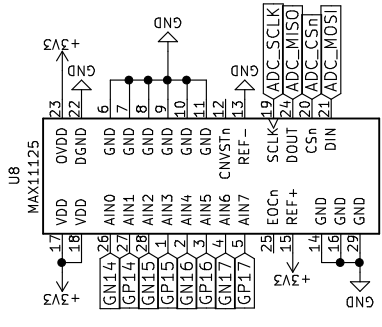 GND
+3V3
GND
GND
ADC_SCLK
ADC_MISO
ADC_CSn
ADC_MOSI
23
22
6
7
8
9
10
11
12
13
19
24
20
21
OVDD
DGND
GND
GND
GND
GND
GND
GND
CNVSTn
REF-
SCLK
DOUT
CSn
DIN
U8
MAX11125
VDD
VDD
AIN0
AIN1
AIN2
AIN3
AIN4
AIN5
AIN6
AIN7
EOCn
REF+
GND
GND
GND
17
18
26
27
28
1
2
3
4
5
25
15
14
16
29
GN14
GP14
GN15
GP15
GN16
GP16
GN17
GP17
+3V3
+3V3
GND